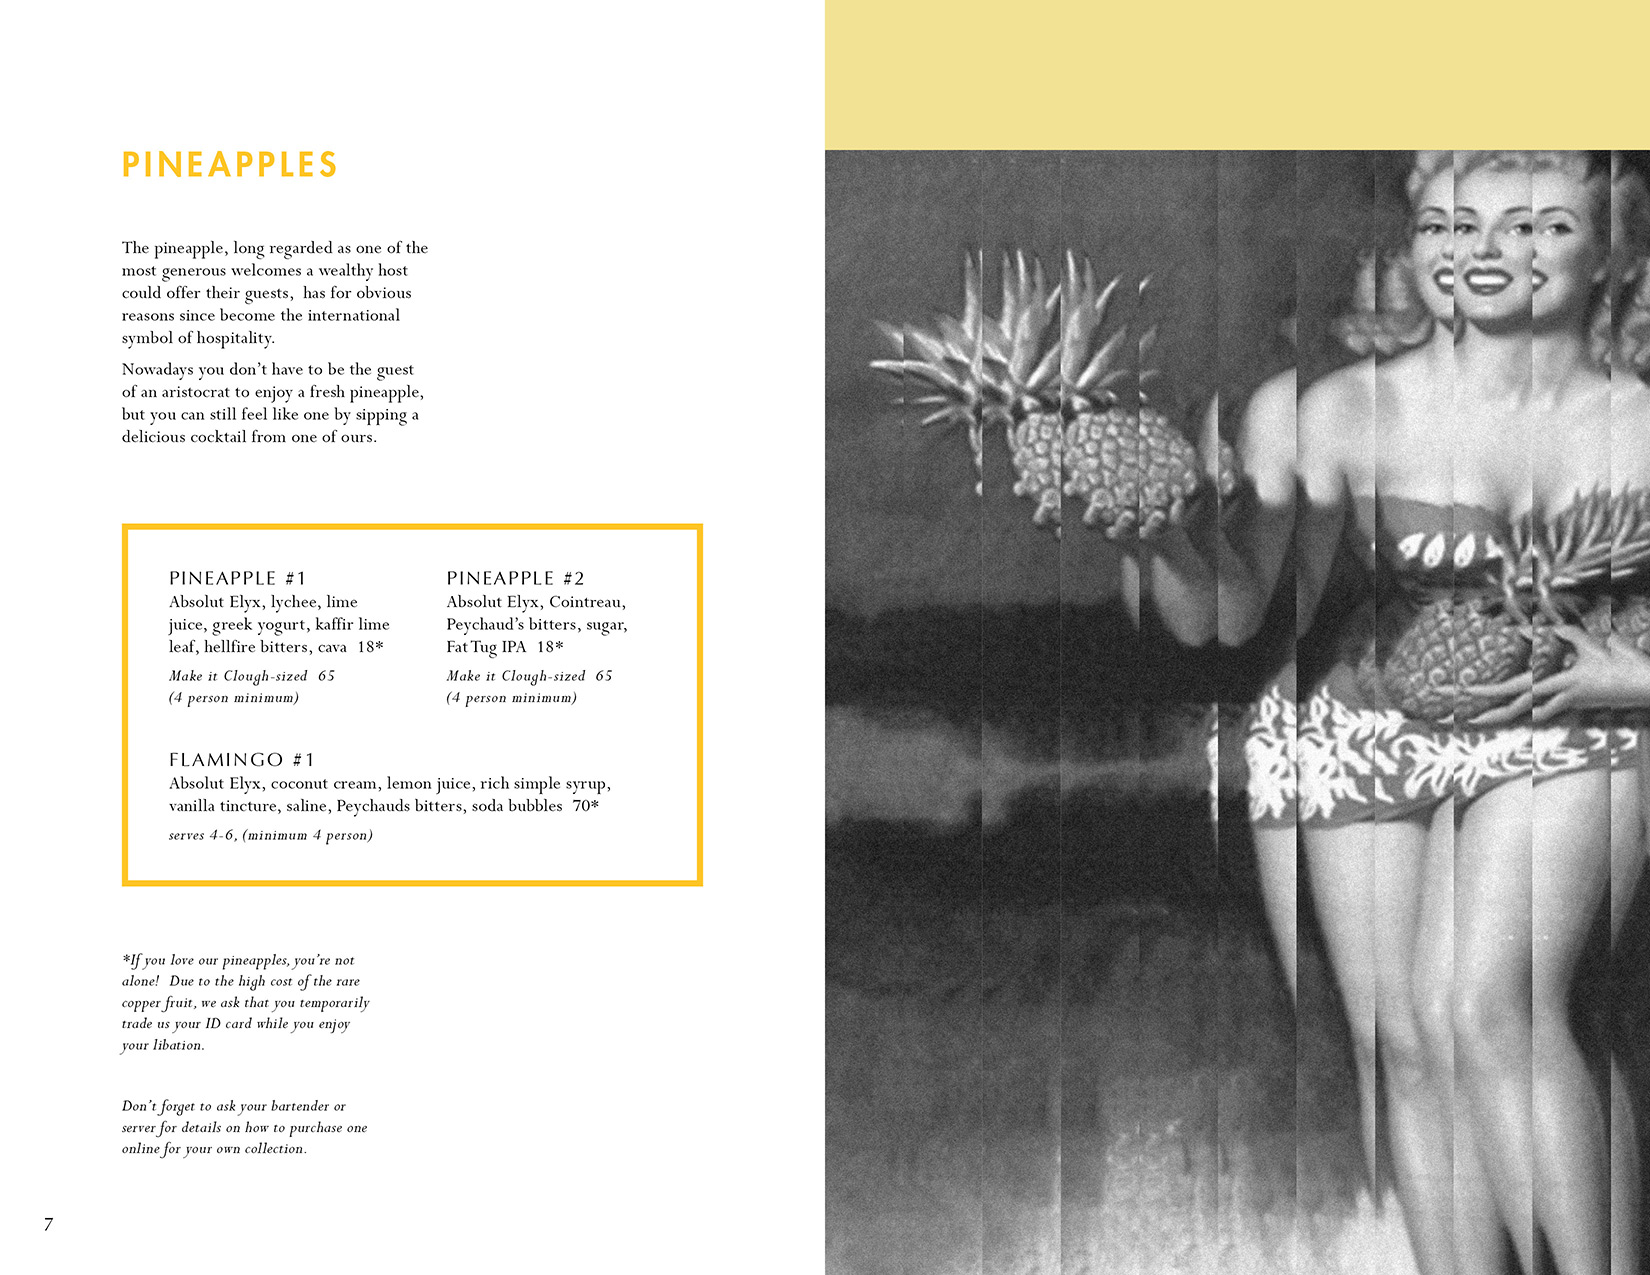 PINEAPPLES
The pineapple, long regarded as one of the
most generous welcomes a wealthy host
could offer their guests,  has for obvious
reasons since become the international
symbol of hospitality.
Nowadays you don’t have to be the guest
of an aristocrat to enjoy a fresh pineapple,
but you can still feel like one by sipping a
delicious cocktail from one of ours.
PINEAPPLE #1
Absolut Elyx, lychee, lime
juice, greek yogurt, kaffir lime
leaf, hellfire bitters, cava  18*
Make it Clough-sized  65
(4 person minimum)
PINEAPPLE #2
Absolut Elyx, Cointreau,
Peychaud’s bitters, sugar,
Fat Tug IPA  18*
Make it Clough-sized  65
(4 person minimum)
FLAMINGO #1
Absolut Elyx, coconut cream, lemon juice, rich simple syrup,
vanilla tincture, saline, Peychauds bitters, soda bubbles  70*
serves 4-6, (minimum 4 person)
*If you love our pineapples, you’re not
alone!  Due to the high cost of the rare
copper fruit, we ask that you temporarily
trade us your ID card while you enjoy
your libation.
Don’t forget to ask your bartender or
server for details on how to purchase one
online for your own collection.
7